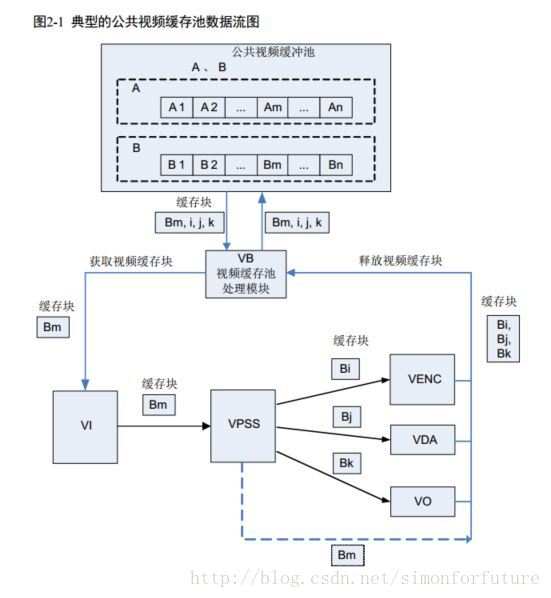 图2-1 典型的公共视频缓存池数据流图
公共视频缓冲池
A 、 B
A
A 1 A 2 ... Am ... An
B
B 1 B 2 ... Bm ... Bn
缓存块
缓存块
Bm, i, j, k
Bm, i, j, k
VB
视频缓存池
处理模块
获取视频缓存块
释放视频缓存块
缓存块
Bm
缓存块
Bi,
Bj,
Bk
缓存块
Bi
VENC
缓存块
Bm
VI
VPSS
Bj
VDA
Bk
VO
Bm
http://blog.csdn.net/simonforfuture